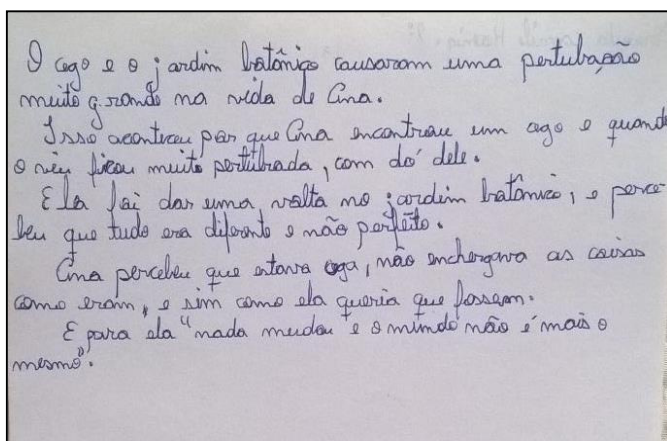 O cego e o jardim botânico causaram uma pertubação
muito grande na vida de Ana.
Isso aconteceu por que Ana encontrou um cego e quando
o viu ficou muito pertubada, com dó dele.
Ela foi dar uma volta no jardim botânico, e perce-
beu que tudo era diferente e não perfeito.
Ana percebeu que estava cega, não enchergava as coisas
como eram, e sim como ela queria que fossem.
E para ela "nada mudou e o mundo não é mais o
mesmo".